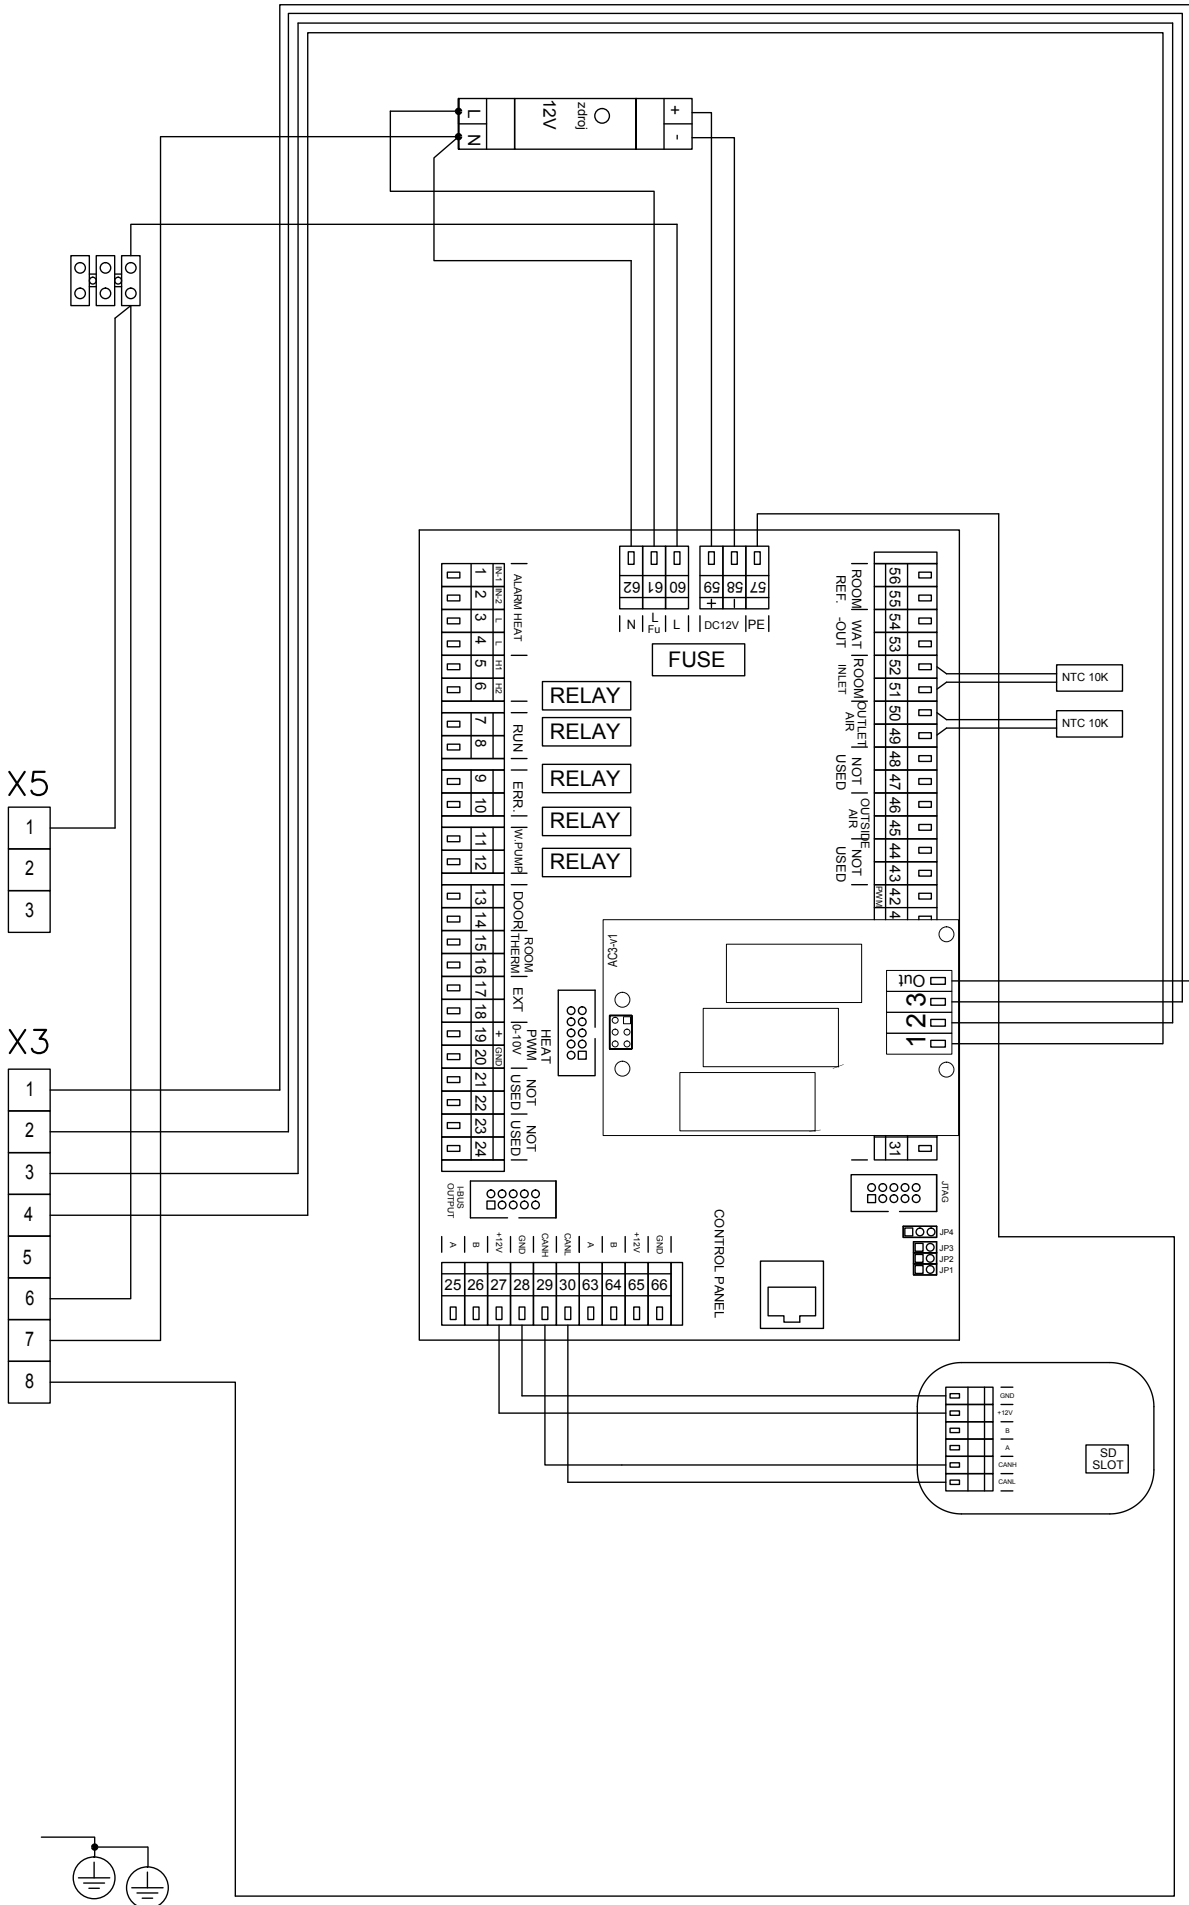 L
N
12V
zdroj
+
-
62
61
60
59
58
57
+
–
N
L
Fu
L
DC12V
PE
FUSE
RELAY
RELAY
RELAY
RELAY
RELAY
1
2
3
4
5
6
7
8
9
10
11
12
13
14
15
16
17
18
19
20
21
22
23
24
IN-1
IN-2
L
L
H1
H2
+
GND
ALARM HEAT
RUN
ERR.
W.PUMP
DOOR
ROOM
THERM
EXT
HEAT
PWM
0-10V
NOT
USED
NOT
USED
56
55
54
53
52
51
50
49
48
47
46
45
44
43
42
4
31
ROOM
REF.
WAT
-OUT
ROOM
INLET
OUTLET
AIR
NOT
USED
OUTSIDE
AIR
NOT
USED
PWM
NTC 10K
NTC 10K
AC3-v1
Out
3
2
1
I-BUS
OUTPUT
JTAG
JP4
JP3
JP2
JP1
CONTROL PANEL
A
B
+12V
GND
CANH
CANL
A
B
+12V
GND
25
26
27
28
29
30
63
64
65
66
GND
+12V
B
A
CANH
CANL
SD
SLOT
X5
1
2
3
X3
1
2
3
4
5
6
7
8